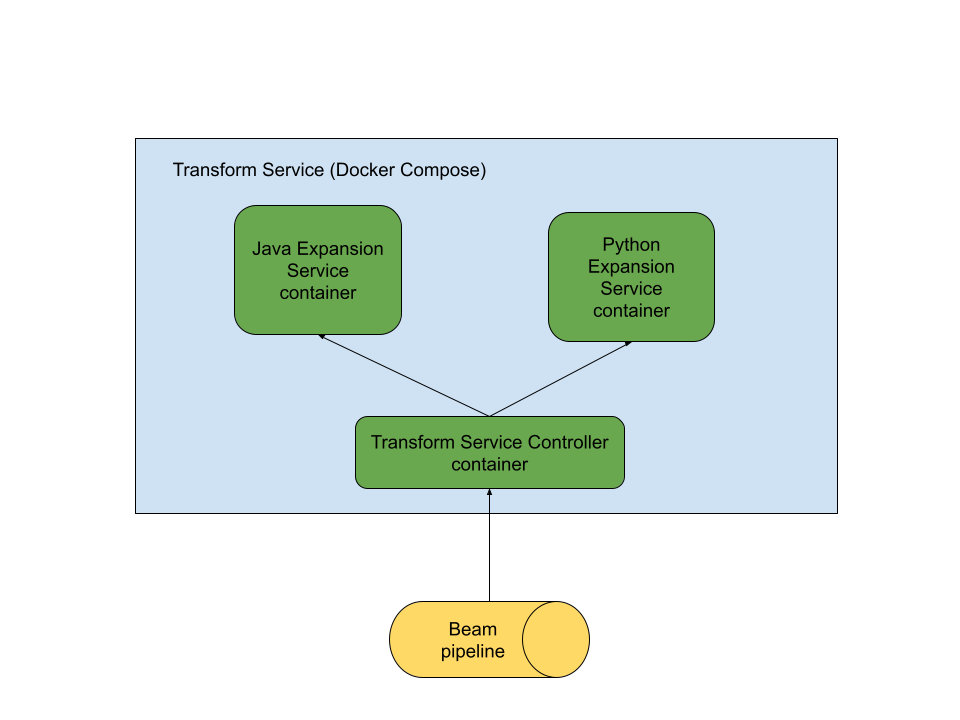 Transform Service (Docker Compose)
Java Expansion
Service
container
Python
Expansion
Service
container
Transform Service Controller
container
Beam
pipeline